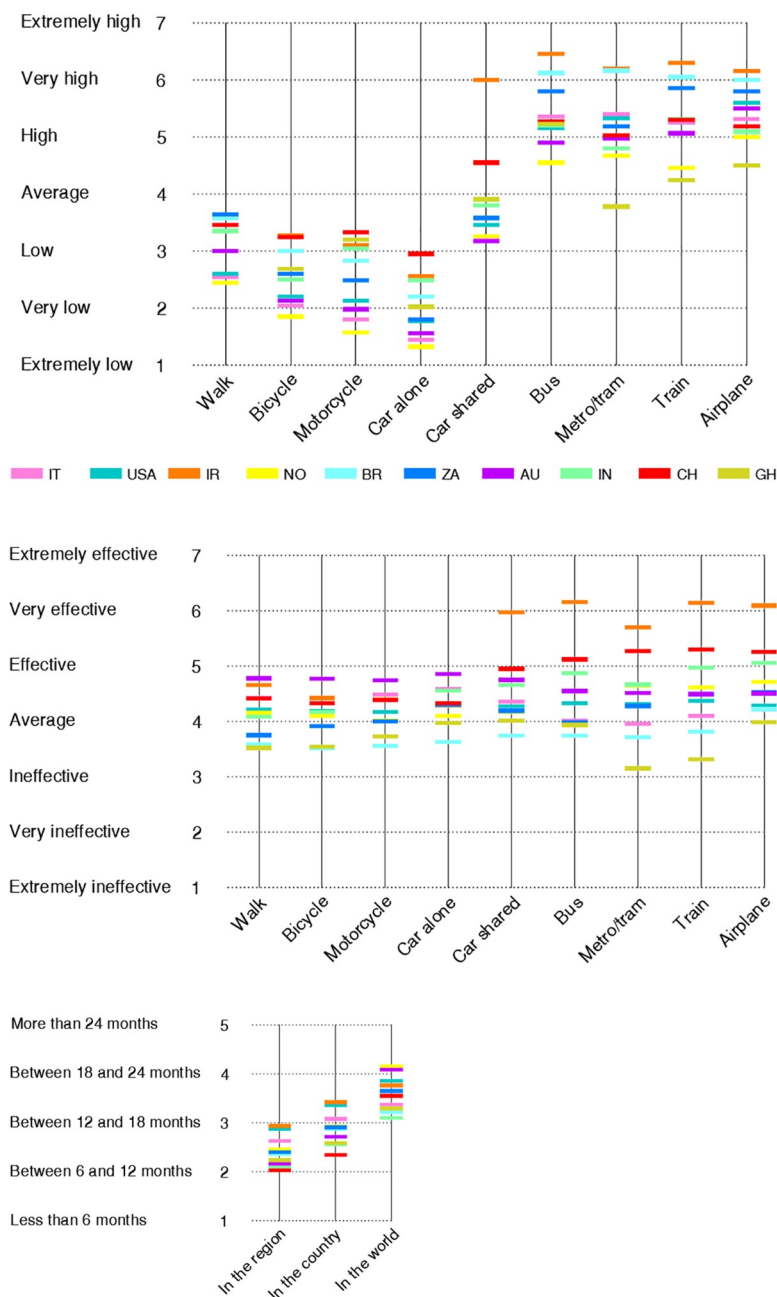 Extremely high 7
Very high 6
High 5
Average 4
Low 3
Very low 2
Extremely low 1
Walk Bicycle Motorcycle Car alone Car shared Bus Metro/tram Train Airplane
IT USA IR NO BR ZA AU IN CH GH
Extremely effective 7
Very effective 6
Effective 5
Average 4
Ineffective 3
Very ineffective 2
Extremely ineffective 1
Walk Bicycle Motorcycle Car alone Car shared Bus Metro/tram Train Airplane
More than 24 months 5
Between 18 and 24 months 4
Between 12 and 18 months 3
Between 6 and 12 months 2
Less than 6 months 1
In the region In the country In the world